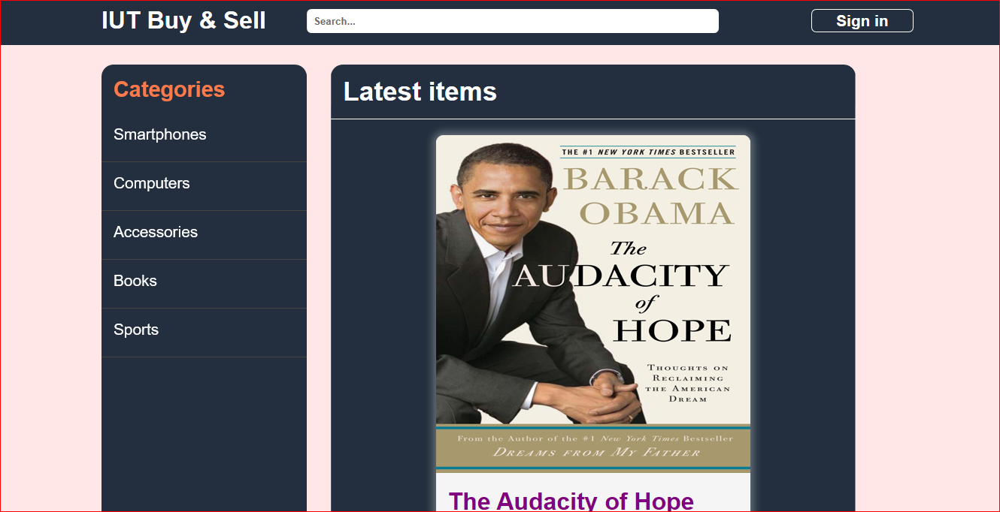 IUT Buy & Sell
Search...
Sign in
Categories
Smartphones
Computers
Accessories
Books
Sports
Latest items
THE #1 NEW YORK TIMES BESTSELLER
BARACK
OBAMA
The
AUDACITY
of
HOPE
THOUGHTS ON
RECLAIMING
THE AMERICAN
DREAM
From the Author of the #1 New York Times Bestseller
DREAMS FROM MY FATHER
The Audacity of Hope